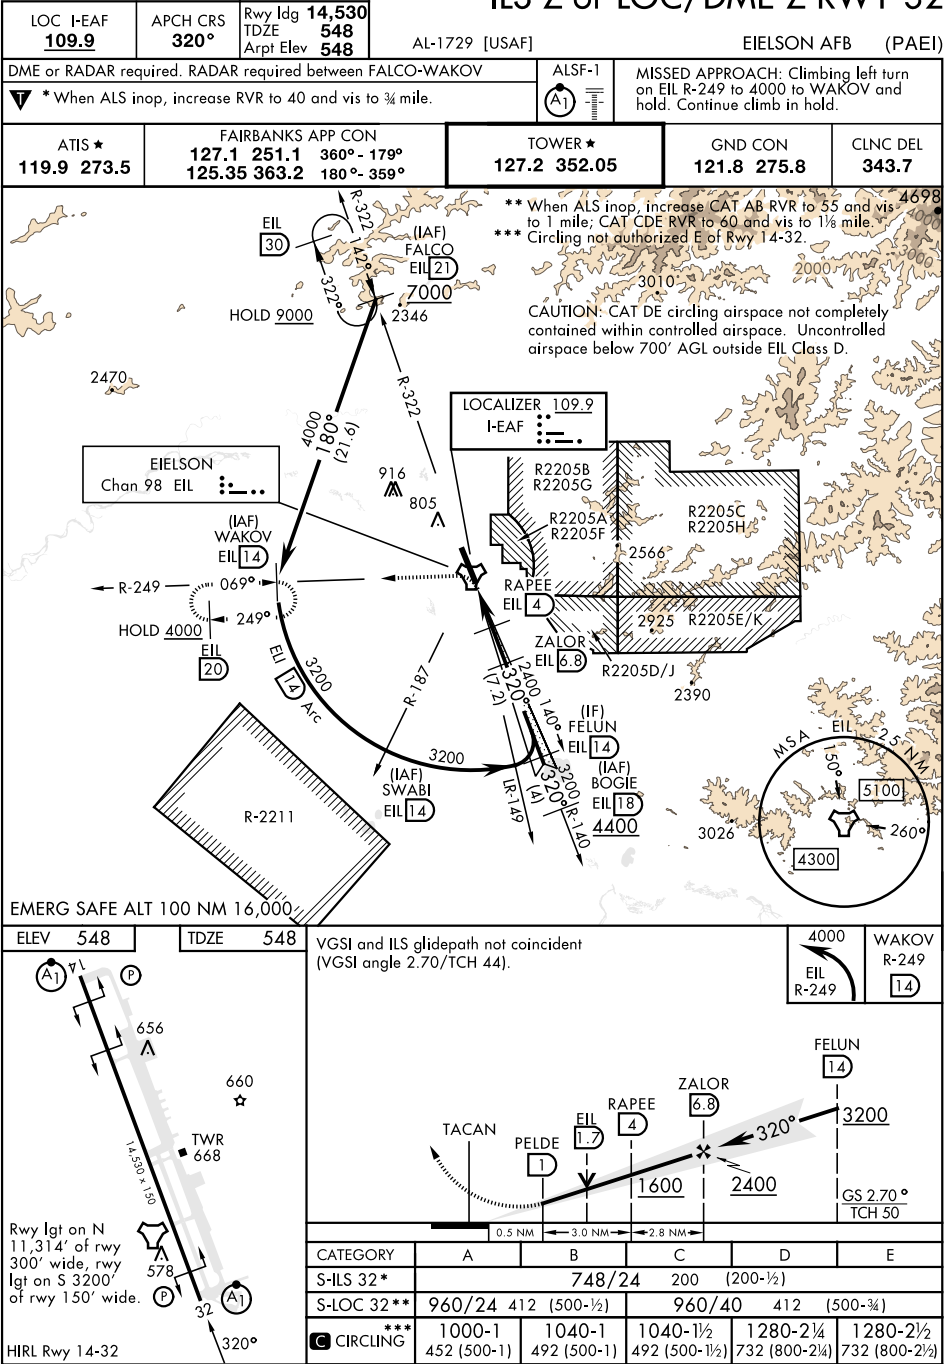 ILS Z or LOC/DME Z RWY 32
LOC I-EAF
109.9
APCH CRS
320°
Rwy ldg 14,530
TDZE 548
Arpt Elev 548
AL-1729 [USAF]
EIELSON AFB (PAEI)
DME or RADAR required. RADAR required between FALCO-WAKOV
T * When ALS inop, increase RVR to 40 and vis to ¾ mile.
ALSF-1
A1
MISSED APPROACH: Climbing left turn
on EIL R-249 to 4000 to WAKOV and
hold. Continue climb in hold.
ATIS ★
119.9 273.5
FAIRBANKS APP CON
127.1 251.1 360°- 179°
125.35 363.2 180°- 359°
TOWER ★
127.2 352.05
GND CON
121.8 275.8
CLNC DEL
343.7
** When ALS inop, increase CAT AB RVR to 55 and vis
to 1 mile; CAT CDE RVR to 60 and vis to 1⅛ mile.
*** Circling not authorized E of Rwy 14-32.
4698
4000
2000
3010
CAUTION: CAT DE circling airspace not completely
contained within controlled airspace. Uncontrolled
airspace below 700' AGL outside EIL Class D.
R-322
EIL
30
142°
322°
(IAF)
FALCO
EIL 21
7000
HOLD 9000
2346
2470
R-322
4000
180°
(21.6)
LOCALIZER 109.9
I-EAF
EIELSON
Chan 98 EIL
916
805
R2205B
R2205G
R2205A
R2205F
R2205C
R2205H
2566
(IAF)
WAKOV
EIL 14
R-249
069°
249°
HOLD 4000
EIL
20
RAPEE
EIL 4
2925
R2205E/K
ZALOR
EIL 6.8
R2205D/J
2390
ELI 14 Arc
3200
R-187
3200
2400
320°
(7.2)
140°
(IF)
FELUN
EIL 14
(IAF)
BOGIE
EIL 18
4400
3200
320°
(4)
R-140
LR-149
(IAF)
SWABI
EIL 14
R-2211
3026
MSA EIL 25 NM
150°
5100
260°
4300
EMERG SAFE ALT 100 NM 16,000
ELEV 548
TDZE 548
A1
14
P
656
660
TWR
668
14,530 x 150
578
P
A1
32
320°
Rwy lgt on N
11,314' of rwy
300' wide, rwy
lgt on S 3200'
of rwy 150' wide.
HIRL Rwy 14-32
VGSI and ILS glidepath not coincident
(VGSI angle 2.70/TCH 44).
4000
EIL
R-249
WAKOV
R-249
14
FELUN
14
ZALOR
6.8
RAPEE
4
EIL
1.7
PELDE
1
TACAN
320°
3200
2400
1600
GS 2.70°
TCH 50
0.5 NM
3.0 NM
2.8 NM
CATEGORY A B C D E
S-ILS 32* 748/24 200 (200-½)
S-LOC 32** 960/24 412 (500-½) 960/40 412 (500-¾)
C CIRCLING *** 1000-1 1040-1 1040-1½ 1280-2¼ 1280-2½
452 (500-1) 492 (500-1) 492 (500-1½) 732 (800-2¼) 732 (800-2½)